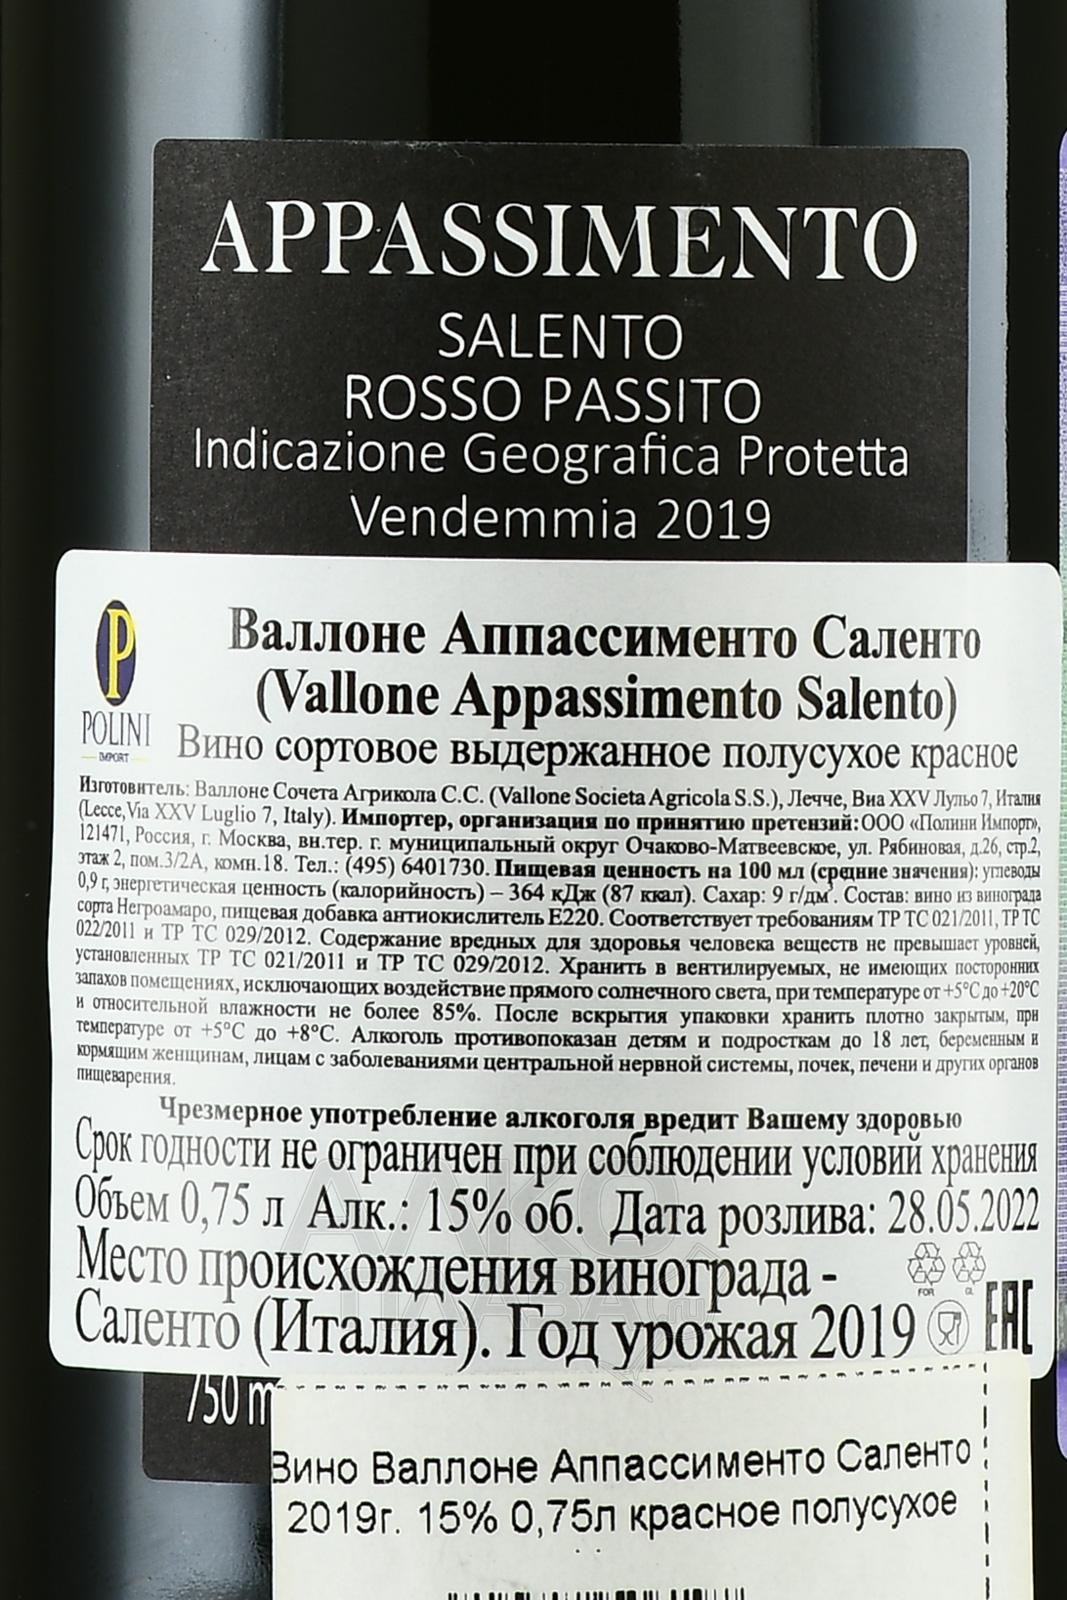 APPASSIMENTO
SALENTO
ROSSO PASSITO
Indicazione Geografica Protetta
Vendemmia 2019
P
POLINI
IMPORT
Валлоне Аппассименто Саленто
(Vallone Appassimento Salento)
Вино сортовое выдержанное полусухое красное
Изготовитель: Валлоне Сочета Агрикола С.С. (Vallone Societa Agricola S.S.), Лечче, Виа XXV Лульо 7, Италия
(Lecce,Via XXV Luglio 7, Italy). Импортер, организация по принятию претензий: ООО «Полини Импорт»,
121471, Россия, г. Москва, вн.тер. г. муниципальный округ Очаково-Матвеевское, ул. Рябиновая, д.26, стр.2,
этаж 2, пом.3/2А, комн.18. Тел.: (495) 6401730. Пищевая ценность на 100 мл (средние значения): углеводы
0,9 г, энергетическая ценность (калорийность) – 364 кДж (87 ккал). Сахар: 9 г/дм³. Состав: вино из винограда
сорта Негроамаро, пищевая добавка антиокислитель Е220. Соответствует требованиям ТР ТС 021/2011, ТР ТС
022/2011 и ТР ТС 029/2012. Содержание вредных для здоровья человека веществ не превышает уровней,
установленных ТР ТС 021/2011 и ТР ТС 029/2012. Хранить в вентилируемых, не имеющих посторонних
запахов помещениях, исключающих воздействие прямого солнечного света, при температуре от +5°С до +20°С
и относительной влажности не более 85%. После вскрытия упаковки хранить плотно закрытым, при
температуре от +5°С до +8°С. Алкоголь противопоказан детям и подросткам до 18 лет, беременным и
кормящим женщинам, лицам с заболеваниями центральной нервной системы, почек, печени и других органов
пищеварения.
Чрезмерное употребление алкоголя вредит Вашему здоровью
Срок годности не ограничен при соблюдении условий хранения
Объем 0,75 л Алк.: 15% об. Дата розлива: 28.05.2022
Место происхождения винограда -
FOR GL
Саленто (Италия). Год урожая 2019 EAC
750 m
Вино Валлоне Аппассименто Саленто
2019г. 15% 0,75л красное полусухое